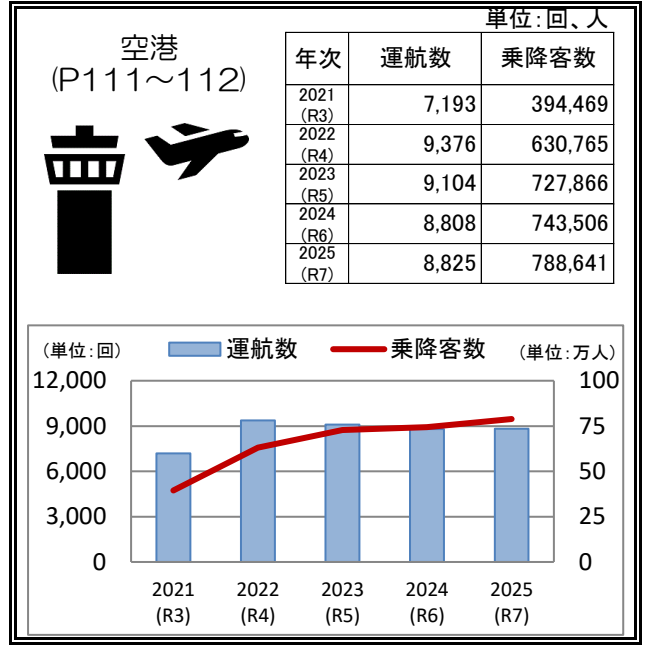 単位：回、人
空港
(P111～112)
年次 運航数 乗降客数
2021
(R3) 7,193 394,469
2022
(R4) 9,376 630,765
2023
(R5) 9,104 727,866
2024
(R6) 8,808 743,506
2025
(R7) 8,825 788,641
（単位：回） 運航数 乗降客数 （単位：万人）
12,000 100
9,000 75
6,000 50
3,000 25
0 0
2021 2022 2023 2024 2025
(R3) (R4) (R5) (R6) (R7)